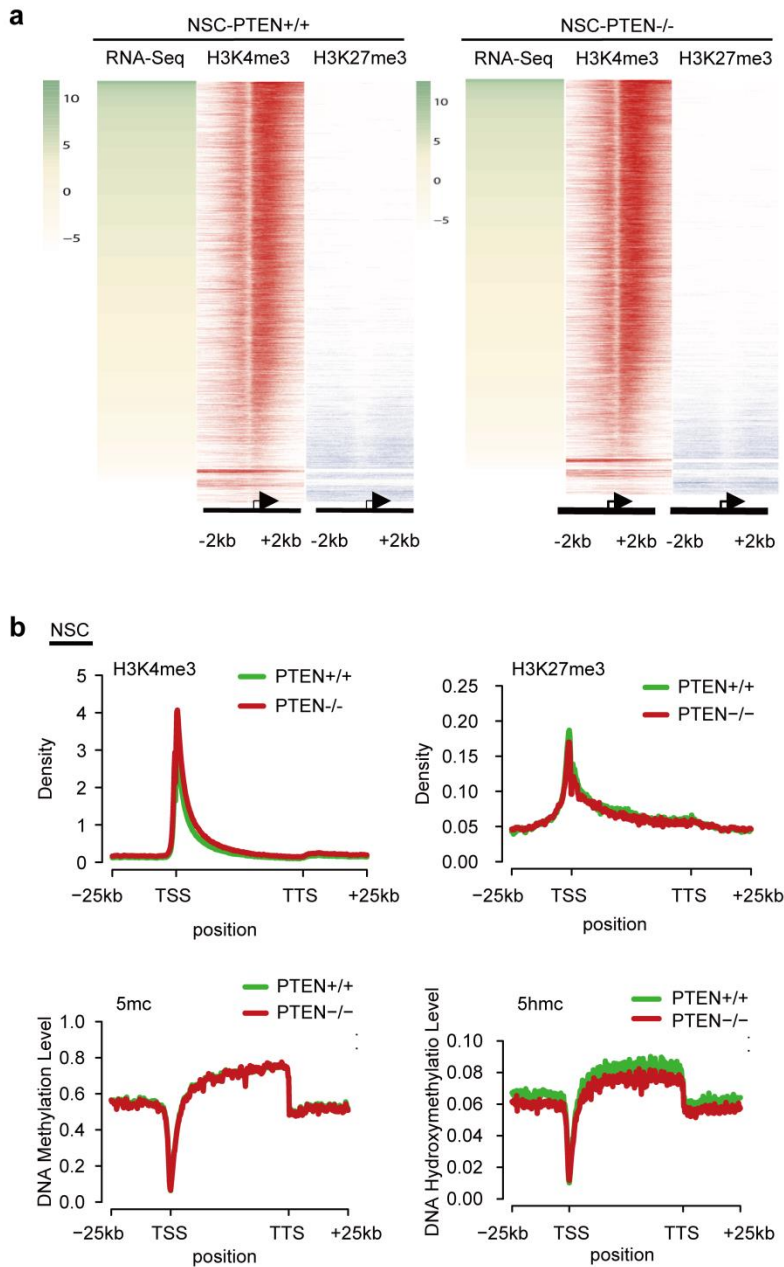 a
NSC-PTEN+/+
RNA-Seq H3K4me3 H3K27me3
10
5
0
−5
-2kb +2kb -2kb +2kb
NSC-PTEN-/-
RNA-Seq H3K4me3 H3K27me3
10
5
0
−5
-2kb +2kb -2kb +2kb
b NSC
H3K4me3
PTEN+/+
PTEN-/-
Density
5
4
3
2
1
0
−25kb TSS TTS +25kb
position
H3K27me3
PTEN+/+
PTEN−/−
Density
0.25
0.20
0.15
0.10
0.05
0.00
−25kb TSS TTS +25kb
position
5mc
PTEN+/+
PTEN−/−
DNA Methylation Level
1.0
0.8
0.6
0.4
0.2
0.0
−25kb TSS TTS +25kb
position
5hmc
PTEN+/+
PTEN−/−
DNA Hydroxymethylatio Level
0.10
0.08
0.06
0.04
0.02
0.00
−25kb TSS TTS +25kb
position